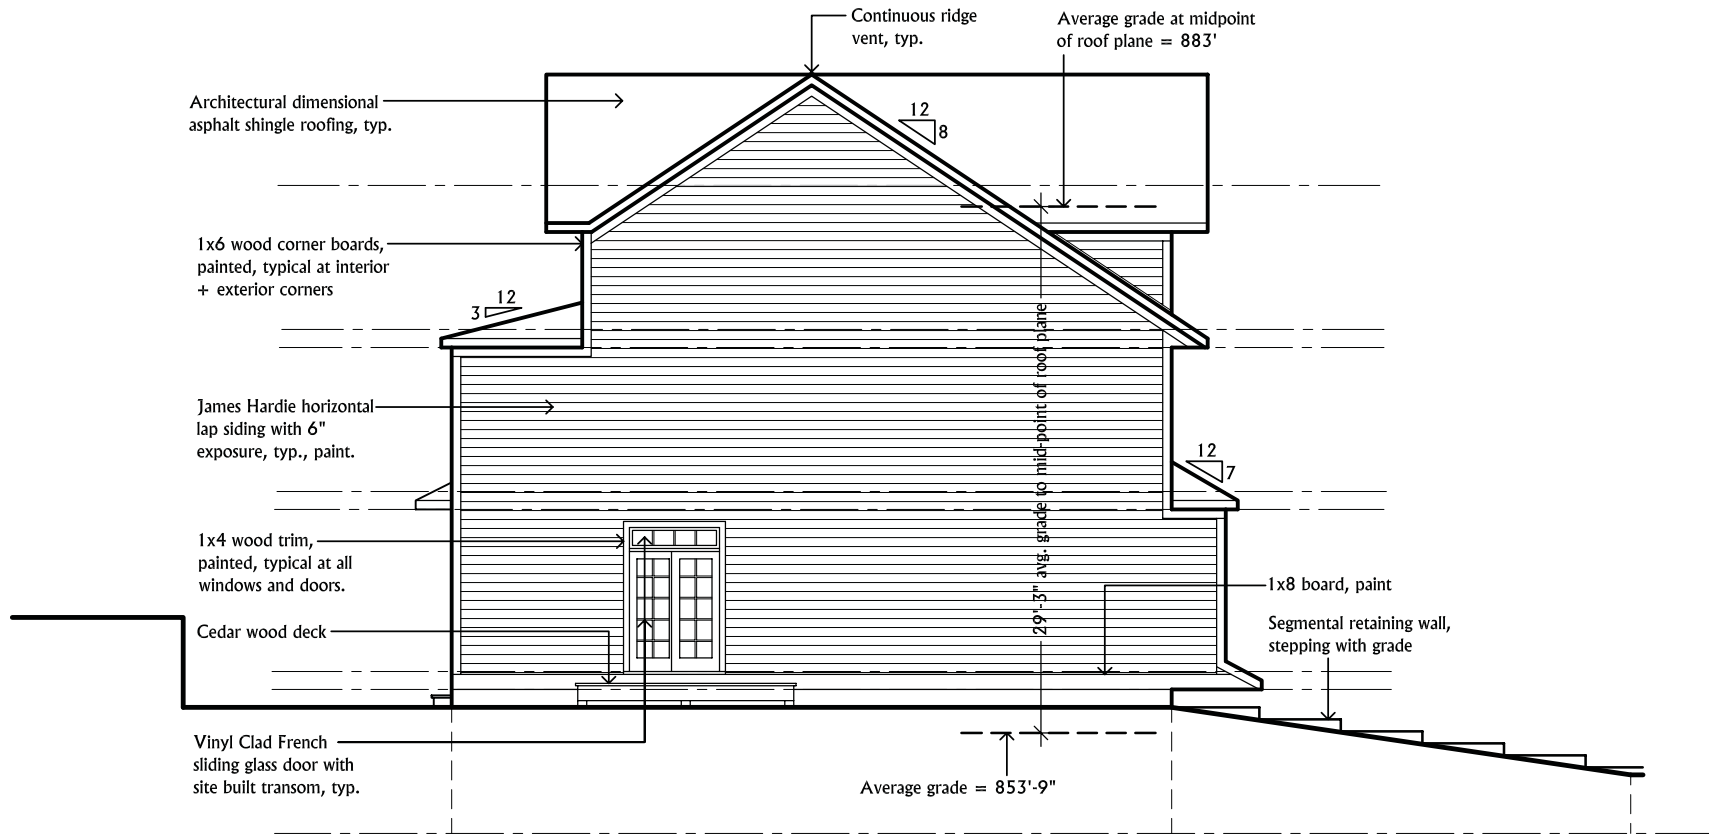 Continuous ridge
vent, typ.
Average grade at midpoint
of roof plane = 883'
Architectural dimensional
asphalt shingle roofing, typ.
12
8
1x6 wood corner boards,
painted, typical at interior
+ exterior corners
12
3
James Hardie horizontal
lap siding with 6"
exposure, typ., paint.
29'-3" avg. grade to mid-point of roof plane
12
7
1x4 wood trim,
painted, typical at all
windows and doors.
1x8 board, paint
Cedar wood deck
Segmental retaining wall,
stepping with grade
Vinyl Clad French
sliding glass door with
site built transom, typ.
Average grade = 853'-9"